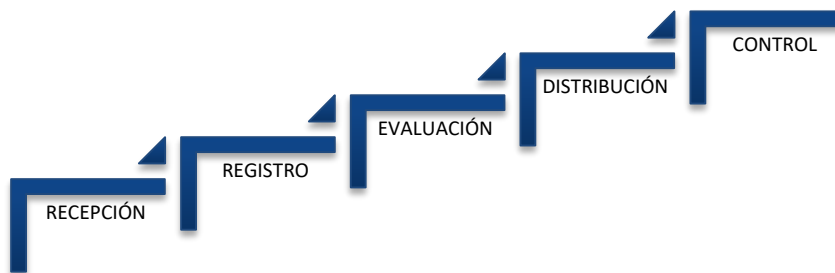 RECEPCIÓN
REGISTRO
EVALUACIÓN
DISTRIBUCIÓN
CONTROL